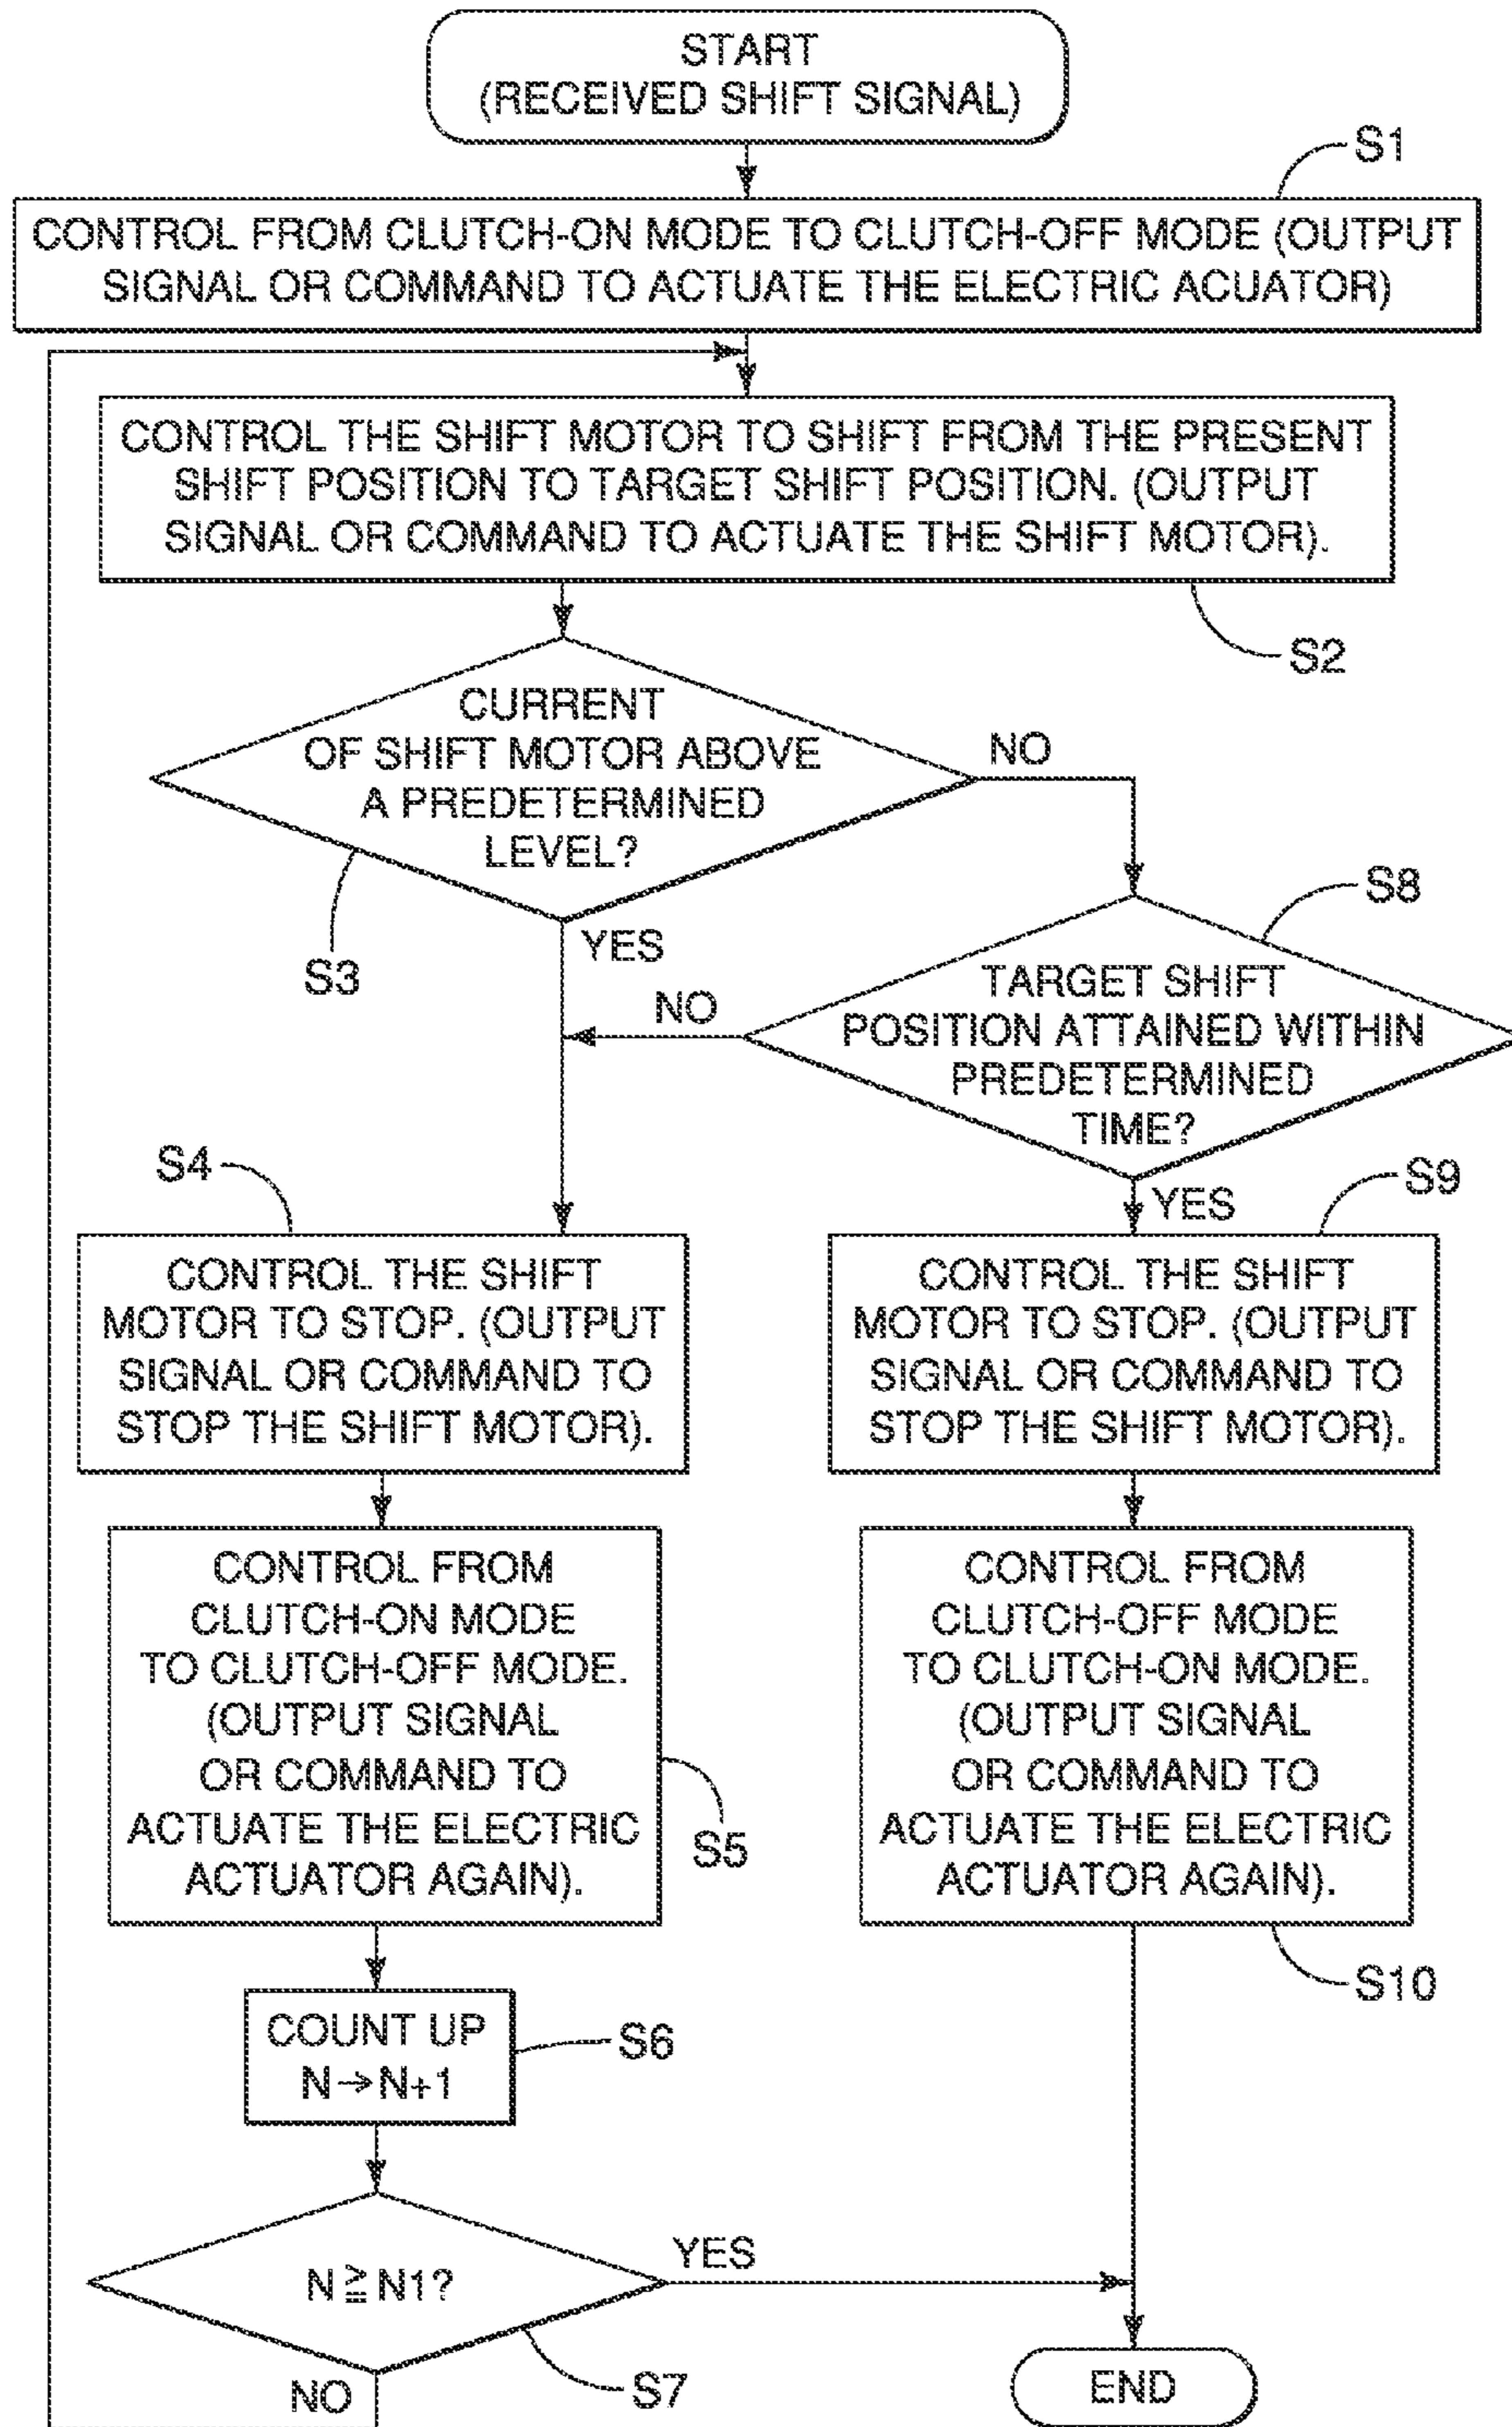 START
(RECEIVED SHIFT SIGNAL)
S1
CONTROL FROM CLUTCH-ON MODE TO CLUTCH-OFF MODE (OUTPUT
SIGNAL OR COMMAND TO ACTUATE THE ELECTRIC ACUATOR)
CONTROL THE SHIFT MOTOR TO SHIFT FROM THE PRESENT
SHIFT POSITION TO TARGET SHIFT POSITION. (OUTPUT
SIGNAL OR COMMAND TO ACTUATE THE SHIFT MOTOR).
S2
CURRENT
OF SHIFT MOTOR ABOVE
A PREDETERMINED
LEVEL?
NO
YES
S3
S8
TARGET SHIFT
POSITION ATTAINED WITHIN
PREDETERMINED
TIME?
NO
YES
S4
CONTROL THE SHIFT
MOTOR TO STOP. (OUTPUT
SIGNAL OR COMMAND TO
STOP THE SHIFT MOTOR).
S9
CONTROL THE SHIFT
MOTOR TO STOP. (OUTPUT
SIGNAL OR COMMAND TO
STOP THE SHIFT MOTOR).
CONTROL FROM
CLUTCH-ON MODE
TO CLUTCH-OFF MODE.
(OUTPUT SIGNAL
OR COMMAND TO
ACTUATE THE ELECTRIC
ACTUATOR AGAIN).
S5
CONTROL FROM
CLUTCH-OFF MODE
TO CLUTCH-ON MODE.
(OUTPUT SIGNAL
OR COMMAND TO
ACTUATE THE ELECTRIC
ACTUATOR AGAIN).
S10
COUNT UP
N→N+1
S6
N≧N1?
YES
NO
S7
END